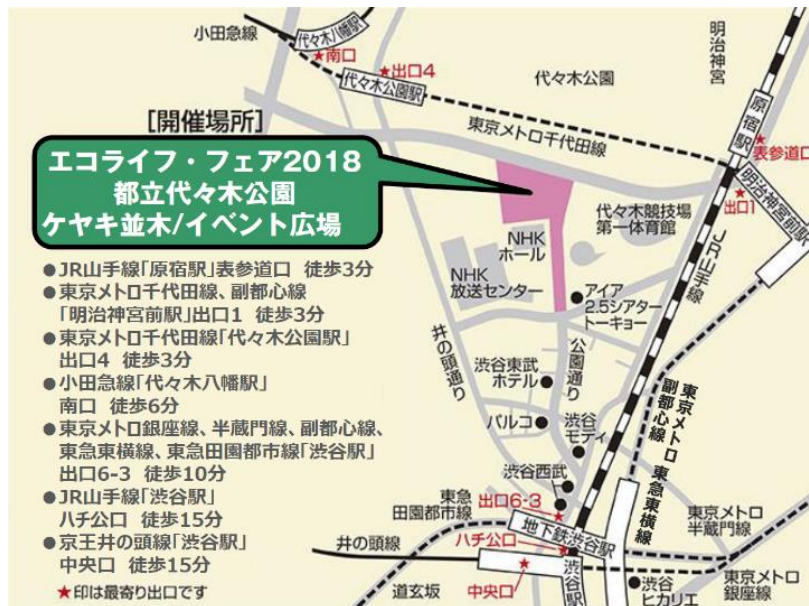 小田急線
代々木八幡駅
★南口
★出口4
代々木公園駅
代々木公園
明治神宮
[開催場所]
東京メトロ千代田線
原宿駅
★表参道口
エコライフ・フェア2018
都立代々木公園
ケヤキ並木/イベント広場
★出口1
明治神宮前駅
代々木競技場
第一体育館
JR山手線
NHK
ホール
NHK
放送センター
アイア
2.5シアター
トーキョー
●JR山手線「原宿駅」表参道口 徒歩3分
●東京メトロ千代田線、副都心線
「明治神宮前駅」出口1 徒歩3分
●東京メトロ千代田線「代々木公園駅」
出口4 徒歩3分
●小田急線「代々木八幡駅」
南口 徒歩6分
●東京メトロ銀座線、半蔵門線、副都心線、
東急東横線、東急田園都市線「渋谷駅」
出口6-3 徒歩10分
●JR山手線「渋谷駅」
ハチ公口 徒歩15分
●京王井の頭線「渋谷駅」
中央口 徒歩15分
★印は最寄り出口です
井の頭通り
公園通り
渋谷東武
ホテル
パルコ
渋谷
モディ
渋谷西武
東京メトロ
副都心線
東急東横線
東急
田園都市線
出口6-3
★
地下鉄渋谷駅
ハチ公口
東京メトロ
半蔵門線
井の頭線
渋谷駅
道玄坂
中央口
渋谷
ヒカリエ
東京メトロ
銀座線